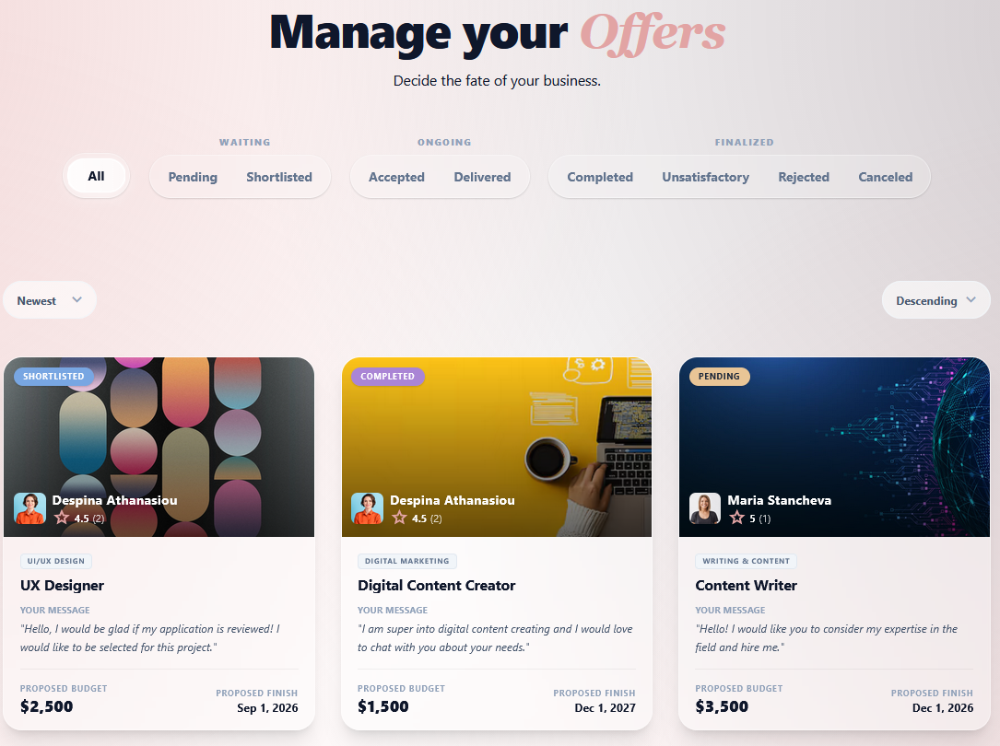 Manage your Offers
Decide the fate of your business.
WAITING
ONGOING
FINALIZED
All
Pending
Shortlisted
Accepted
Delivered
Completed
Unsatisfactory
Rejected
Canceled
Newest
Descending
SHORTLISTED
Despina Athanasiou
4.5 (2)
UI/UX DESIGN
UX Designer
YOUR MESSAGE
"Hello, I would be glad if my application is reviewed! I
would like to be selected for this project."
PROPOSED BUDGET
$2,500
PROPOSED FINISH
Sep 1, 2026
COMPLETED
Despina Athanasiou
4.5 (2)
DIGITAL MARKETING
Digital Content Creator
YOUR MESSAGE
"I am super into digital content creating and I would love
to chat with you about your needs."
PROPOSED BUDGET
$1,500
PROPOSED FINISH
Dec 1, 2027
PENDING
Maria Stancheva
5 (1)
WRITING & CONTENT
Content Writer
YOUR MESSAGE
"Hello! I would like you to consider my expertise in the
field and hire me."
PROPOSED BUDGET
$3,500
PROPOSED FINISH
Dec 1, 2026